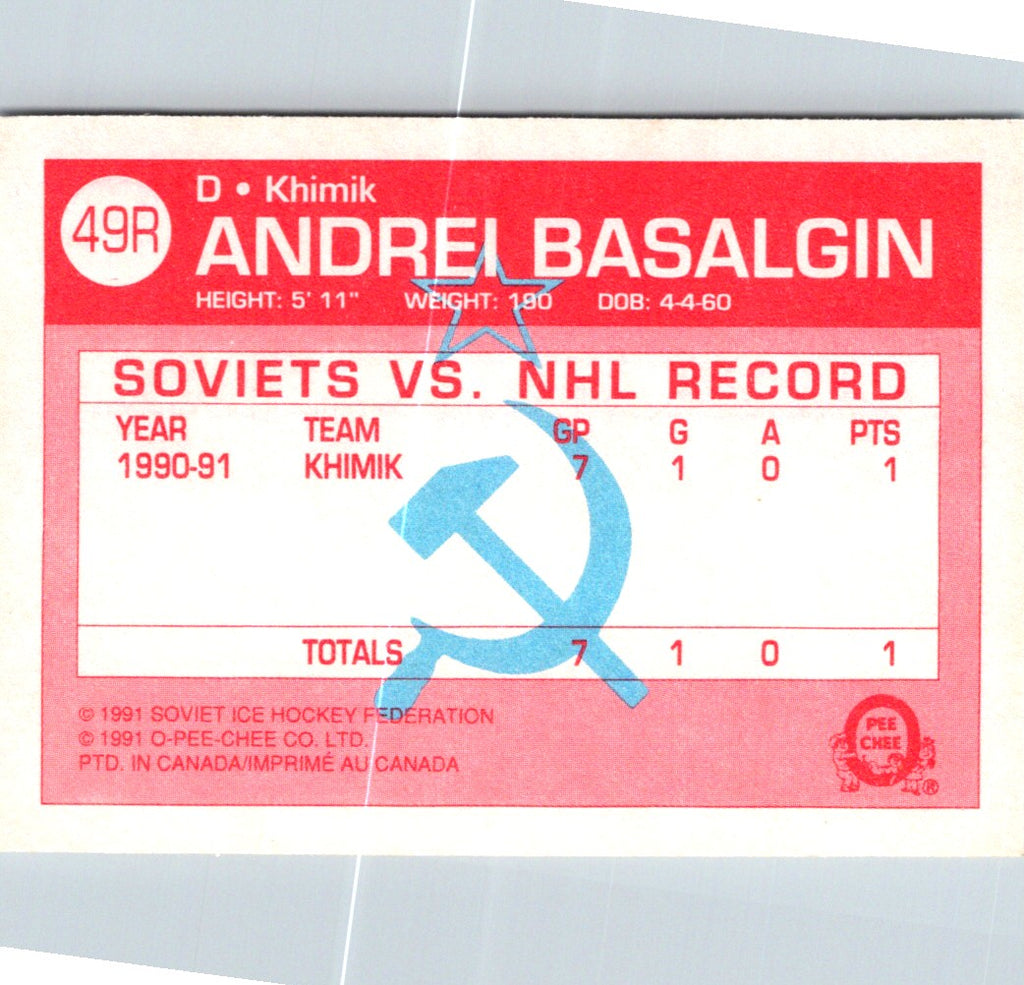 49R
D • Khimik
ANDREI BASALGIN
HEIGHT: 5' 11" WEIGHT: 190 DOB: 4-4-60
SOVIETS VS. NHL RECORD
YEAR TEAM GP G A PTS
1990-91 KHIMIK 7 1 0 1
TOTALS 7 1 0 1
© 1991 SOVIET ICE HOCKEY FEDERATION
© 1991 O-PEE-CHEE CO. LTD.
PTD. IN CANADA/IMPRIMÉ AU CANADA
O
PEE
CHEE
®